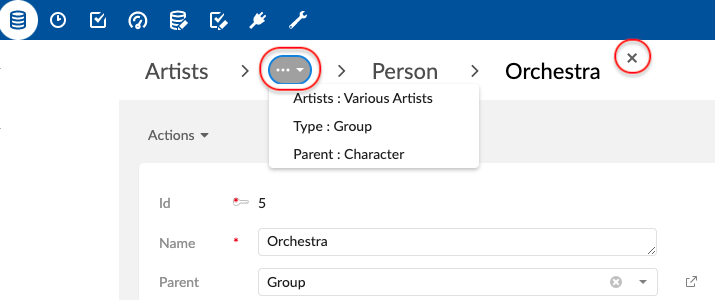 Artists > ... > Person > Orchestra ×
Artists : Various Artists
Type : Group
Parent : Character
Actions
Id * 5
Name * Orchestra
Parent Group